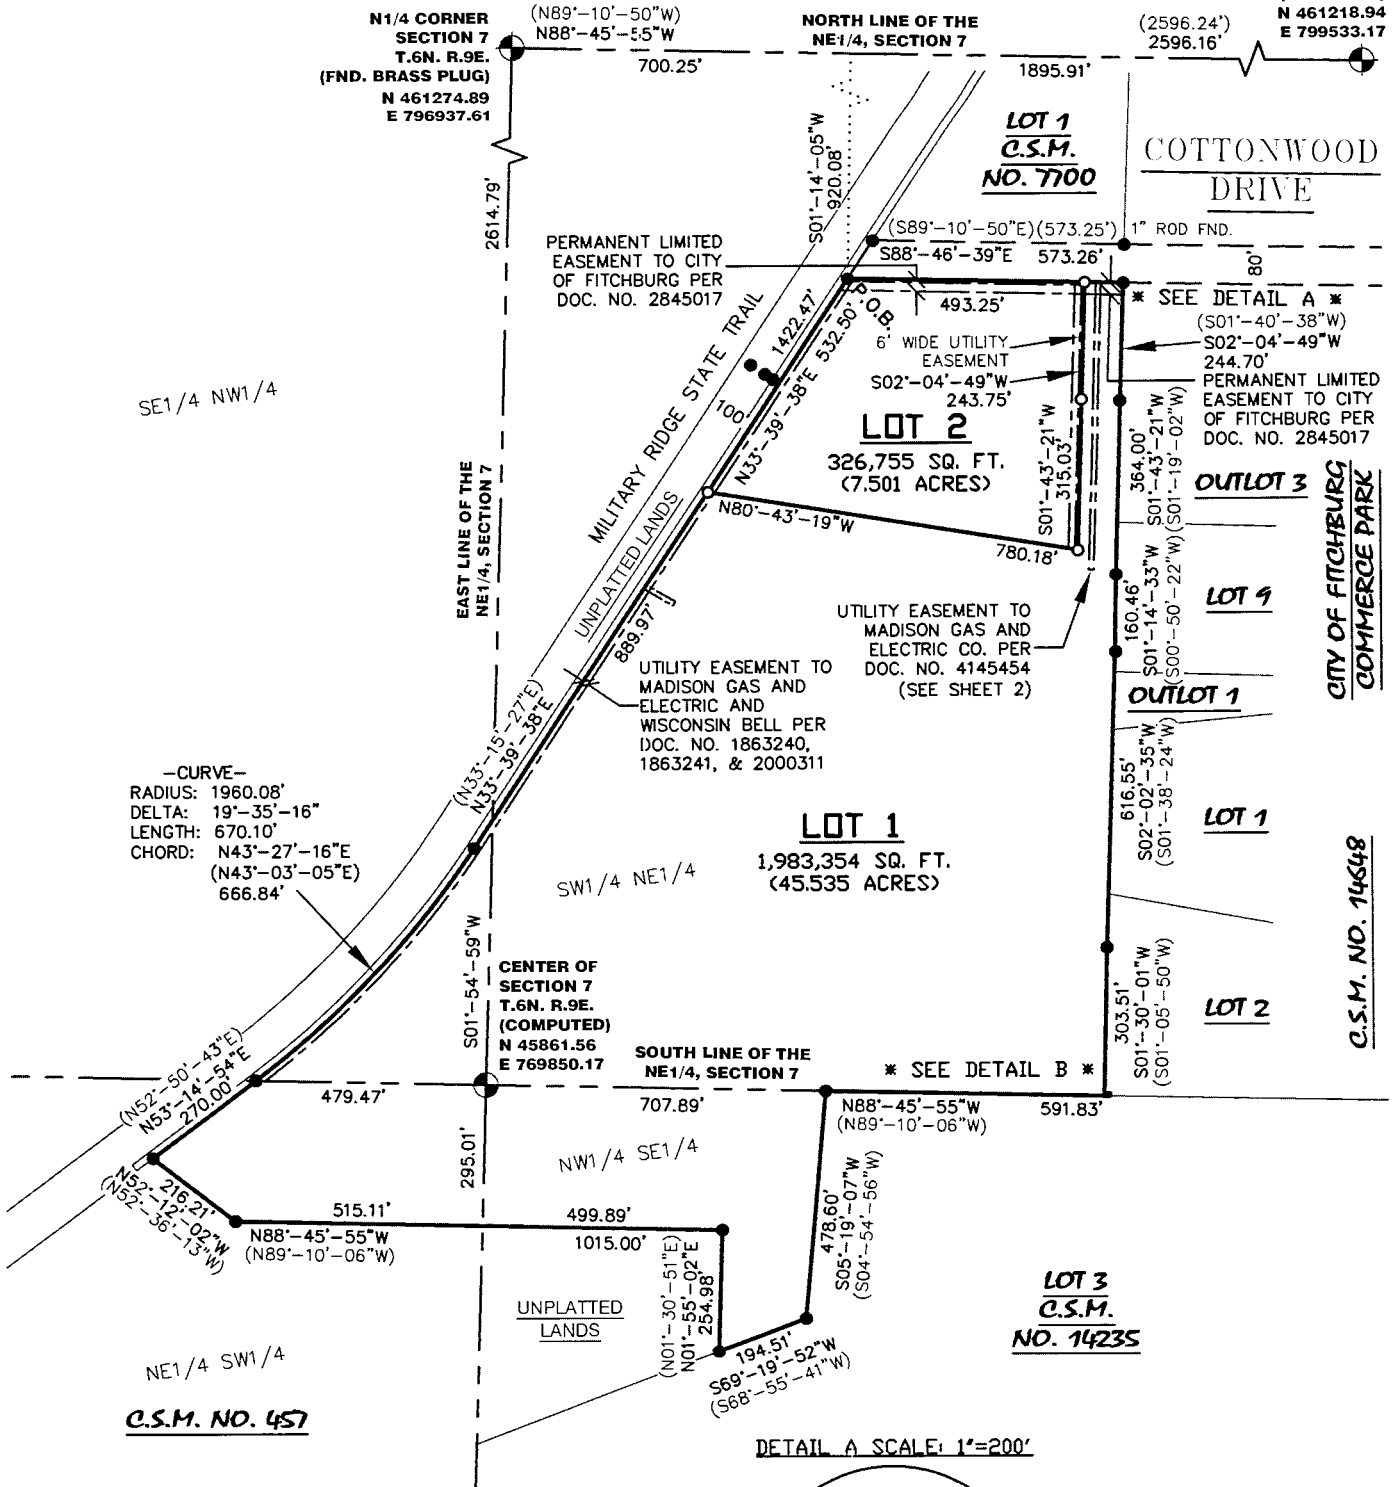 N1/4 CORNER
SECTION 7
T.6N. R.9E.
(FND. BRASS PLUG)
N 461274.89
E 796937.61
(N89°-10'-50"W)
N88°-45'-55"W
700.25'
NORTH LINE OF THE
NE1/4, SECTION 7
(2596.24')
2596.16'
1895.91'
N 461218.94
E 799533.17
LOT 1
C.S.M.
NO. 7700
COTTONWOOD
DRIVE
2614.79'
S01°-14'-05"W
920.08'
PERMANENT LIMITED
EASEMENT TO CITY
OF FITCHBURG PER
DOC. NO. 2845017
(S89°-10'-50"E)(573.25')
S88°-46'-39"E 573.26'
1" ROD FND.
80'
P.O.B.
493.25'
* SEE DETAIL A *
(S01°-40'-38"W)
S02°-04'-49"W
244.70'
PERMANENT LIMITED
EASEMENT TO CITY
OF FITCHBURG PER
DOC. NO. 2845017
6' WIDE UTILITY
EASEMENT
S02°-04'-49"W
243.75'
MILITARY RIDGE STATE TRAIL
1422.47'
N33°-39'-38"E 532.50'
100'
SE1/4 NW1/4
LOT 2
326,755 SQ. FT.
(7.501 ACRES)
S01°-43'-21"W
315.03'
364.00'
S01°-43'-21"W
(S01°-19'-02"W)
OUTLOT 3
CITY OF FITCHBURG
COMMERCE PARK
N80°-43'-19"W
780.18'
EAST LINE OF THE
NE1/4, SECTION 7
UNPLATTED LANDS
889.97'
160.46'
S01°-14'-33"W
(S00°-50'-22"W)
LOT 9
UTILITY EASEMENT TO
MADISON GAS AND
ELECTRIC CO. PER
DOC. NO. 4145454
(SEE SHEET 2)
UTILITY EASEMENT TO
MADISON GAS AND
ELECTRIC AND
WISCONSIN BELL PER
DOC. NO. 1863240,
1863241, & 2000311
OUTLOT 1
(N33°-15'-27"E)
N33°-39'-38"E
616.55'
S02°-02'-35"W
(S01°-38'-24"W)
LOT 1
-CURVE-
RADIUS: 1960.08'
DELTA: 19°-35'-16"
LENGTH: 670.10'
CHORD: N43°-27'-16"E
(N43°-03'-05"E)
666.84'
LOT 1
1,983,354 SQ. FT.
(45.535 ACRES)
SW1/4 NE1/4
C.S.M. NO. 14648
S01°-54'-59"W
CENTER OF
SECTION 7
T.6N. R.9E.
(COMPUTED)
N 45861.56
E 769850.17
303.51'
S01°-30'-01"W
(S01°-05'-50"W)
LOT 2
SOUTH LINE OF THE
NE1/4, SECTION 7
* SEE DETAIL B *
(N52°-50'-43"E)
N53°-14'-54"E
270.00'
479.47'
707.89'
N88°-45'-55"W
(N89°-10'-06"W)
591.83'
295.01'
NW1/4 SE1/4
216.21'
N52°-12'-02"W
(N52°-36'-13"W)
515.11'
N88°-45'-55"W
(N89°-10'-06"W)
499.89'
1015.00'
478.60'
S05°-19'-07"W
(S04°-54'-56"W)
(N01°-30'-51"E)
N01°-55'-02"E
254.98'
UNPLATTED
LANDS
194.51'
S69°-19'-52"W
(S68°-55'-41"W)
LOT 3
C.S.M.
NO. 14235
NE1/4 SW1/4
C.S.M. NO. 457
DETAIL A SCALE: 1"=200'